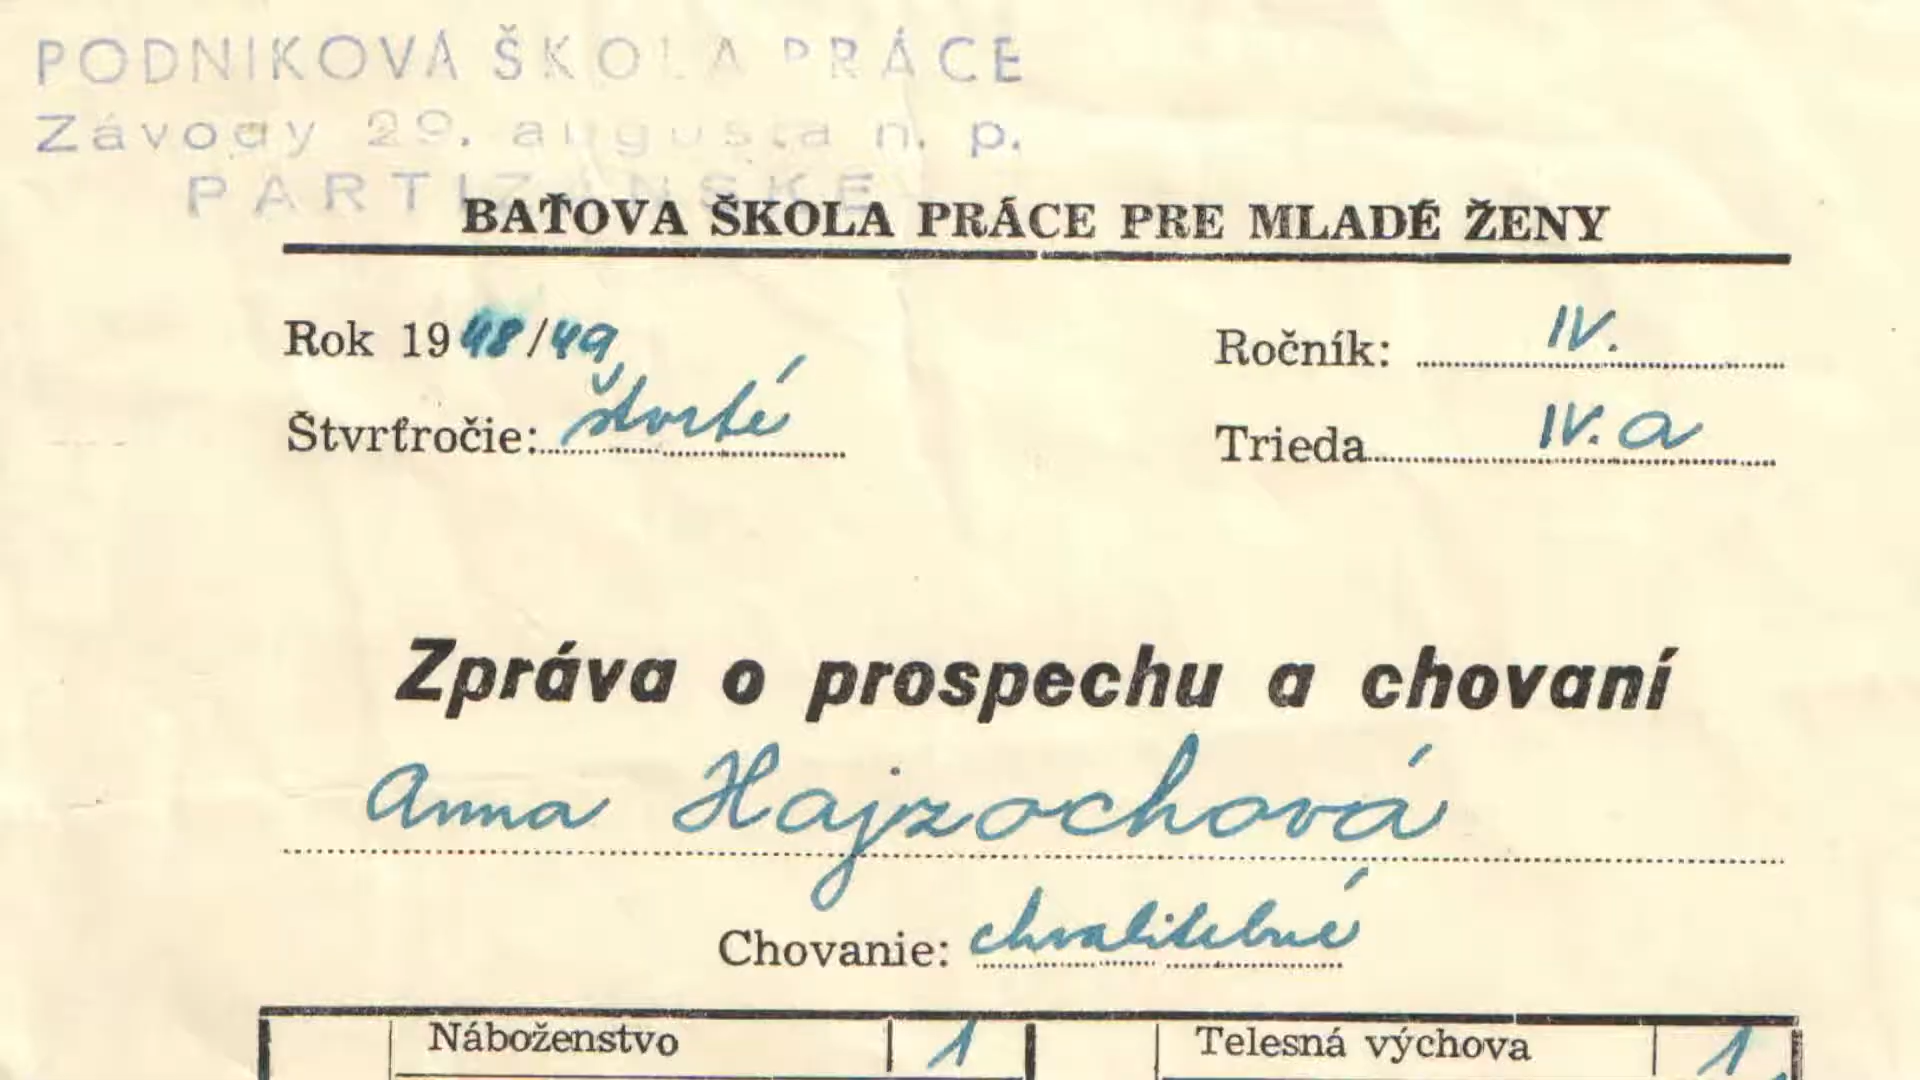 PODNIKOVÁ ŠKOLA PRÁCE
Závody 29. augusta n. p.
PARTIZÁNSKE
BAŤOVA ŠKOLA PRÁCE PRE MLADÉ ŽENY
Rok 1948/49 Ročník: IV.
Štvrťročie: štvrté Trieda IV. a
Zpráva o prospechu a chovaní
Anna Hajzochová
Chovanie: chvalitebné
Náboženstvo 1 Telesná výchova 1